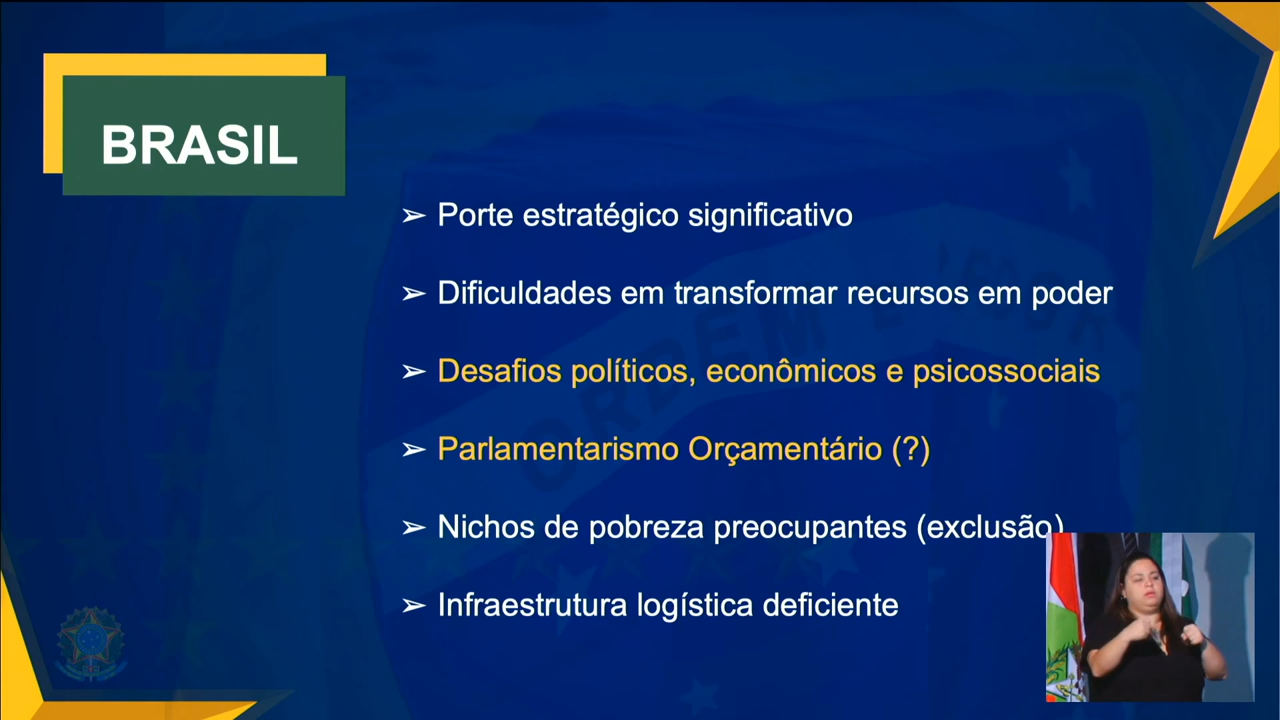 BRASIL
➢ Porte estratégico significativo
➢ Dificuldades em transformar recursos em poder
➢ Desafios políticos, econômicos e psicossociais
➢ Parlamentarismo Orçamentário (?)
➢ Nichos de pobreza preocupantes (exclusão)
➢ Infraestrutura logística deficiente
ORDEM E